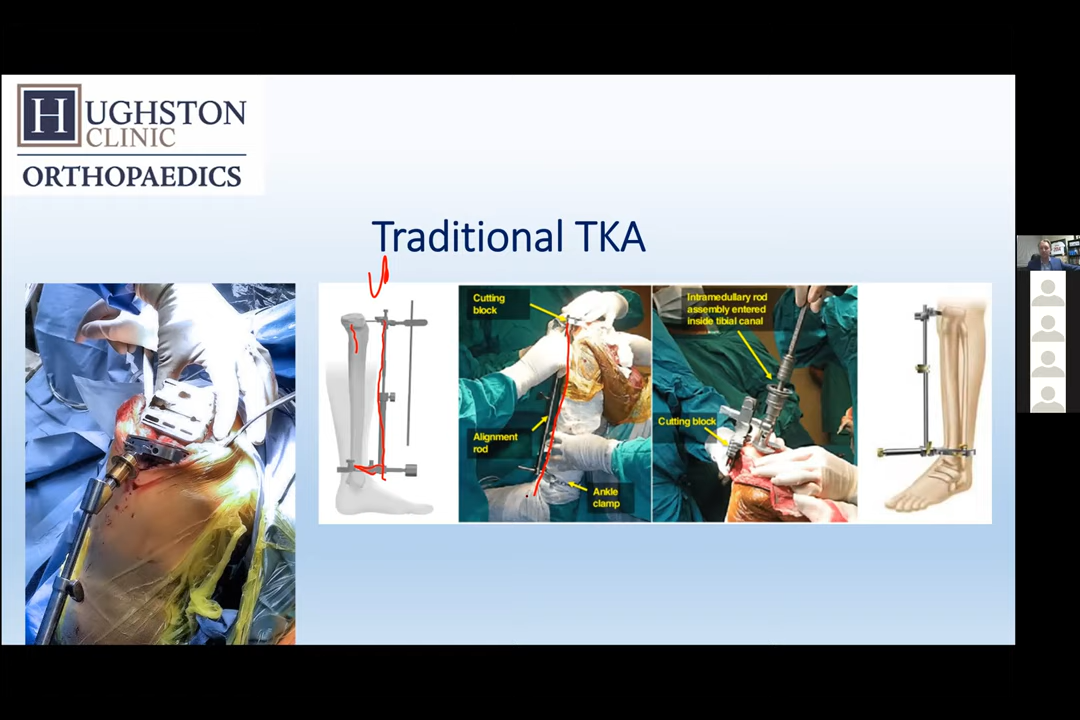 HUGHSTON
CLINIC
ORTHOPAEDICS
Traditional TKA
Cutting
block
Alignment
rod
Ankle
clamp
Intramedullary rod
assembly entered
inside tibial canal
Cutting block